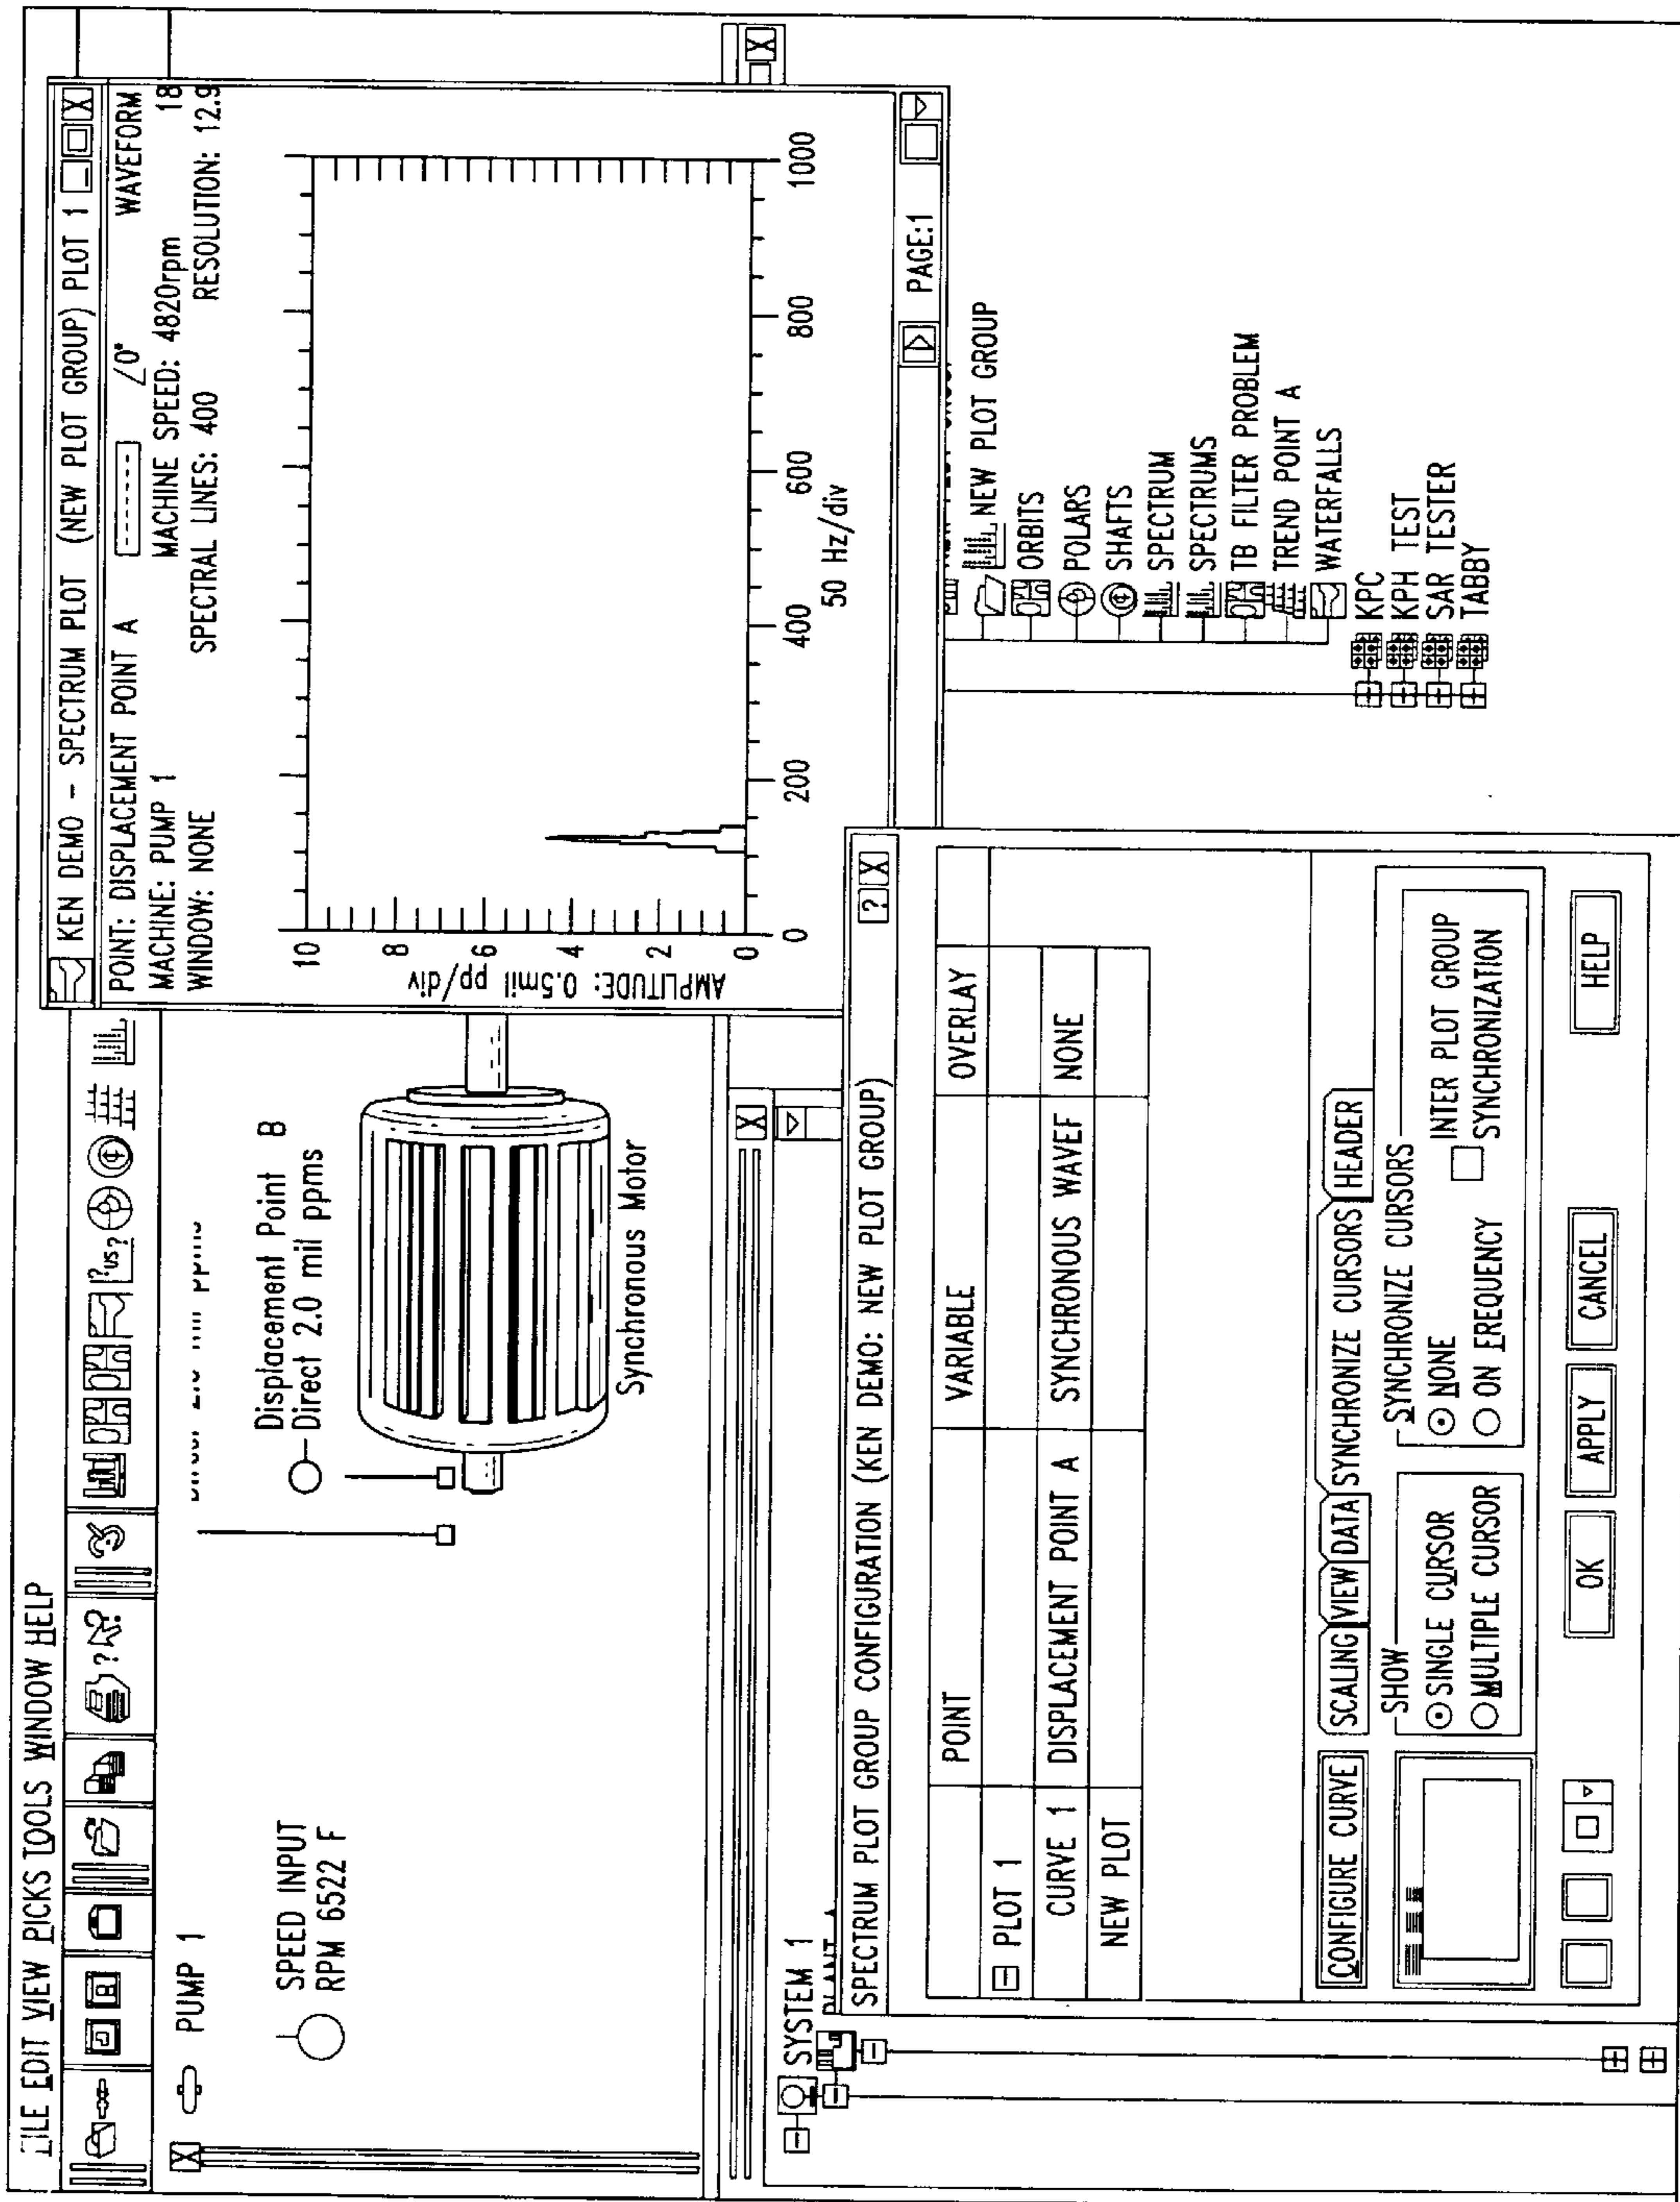 FILE EDIT VIEW PICKS TOOLS WINDOW HELP
?us?
PUMP 1
SPEED INPUT
RPM 6522 F
Displacement Point B
Direct 2.0 mil ppms
Synchronous Motor
KEN DEMO - SPECTRUM PLOT (NEW PLOT GROUP) PLOT 1
POINT: DISPLACEMENT POINT A ∠0° WAVEFORM
MACHINE: PUMP 1 MACHINE SPEED: 4820rpm 18
WINDOW: NONE SPECTRAL LINES: 400 RESOLUTION: 12.9
AMPLITUDE: 0.5mil pp/div
10
8
6
4
2
0
0 200 400 600 800 1000
50 Hz/div
PAGE:1
NEW PLOT GROUP
ORBITS
POLARS
SHAFTS
SPECTRUM
SPECTRUMS
TB FILTER PROBLEM
TREND POINT A
WATERFALLS
KPC
KPH TEST
SAR TESTER
TABBY
SYSTEM 1
SPECTRUM PLOT GROUP CONFIGURATION (KEN DEMO: NEW PLOT GROUP) ? X
POINT VARIABLE OVERLAY
PLOT 1
CURVE 1 DISPLACEMENT POINT A SYNCHRONOUS WAVEF NONE
NEW PLOT
CONFIGURE CURVE SCALING VIEW DATA SYNCHRONIZE CURSORS HEADER
SHOW
SINGLE CURSOR
MULTIPLE CURSOR
SYNCHRONIZE CURSORS
NONE
ON FREQUENCY
INTER PLOT GROUP
SYNCHRONIZATION
OK APPLY CANCEL HELP